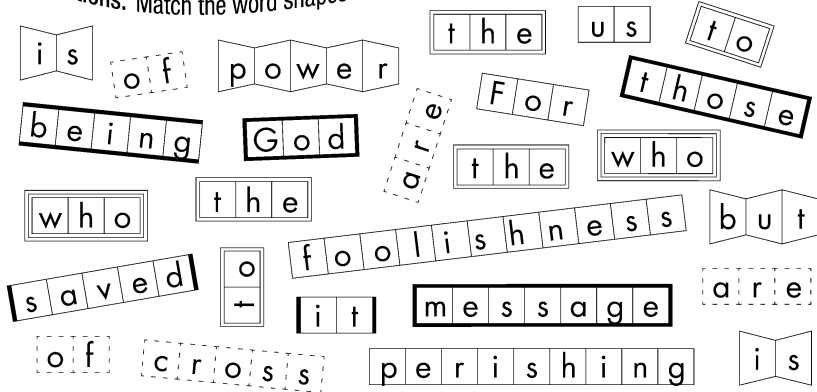 ons. Match the word shapes
the
us
to
is
of
power
those
being
God
are
For
the
who
who
the
foolishness
but
saved
to
it
message
are
of
cross
perishing
is